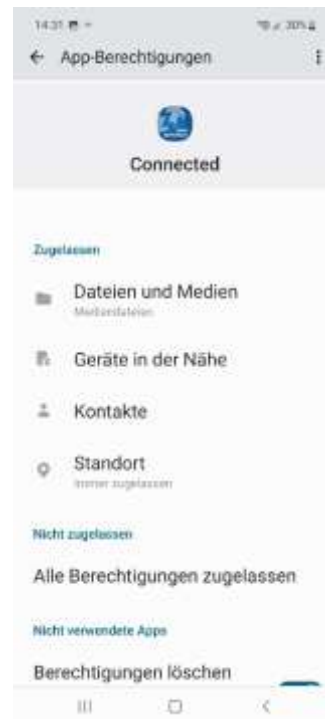 14:31
30%
App-Berechtigungen
Connected
Zugelassen
Dateien und Medien
Mediendateien
Geräte in der Nähe
Kontakte
Standort
Immer zugelassen
Nicht zugelassen
Alle Berechtigungen zugelassen
Nicht verwendete Apps
Berechtigungen löschen